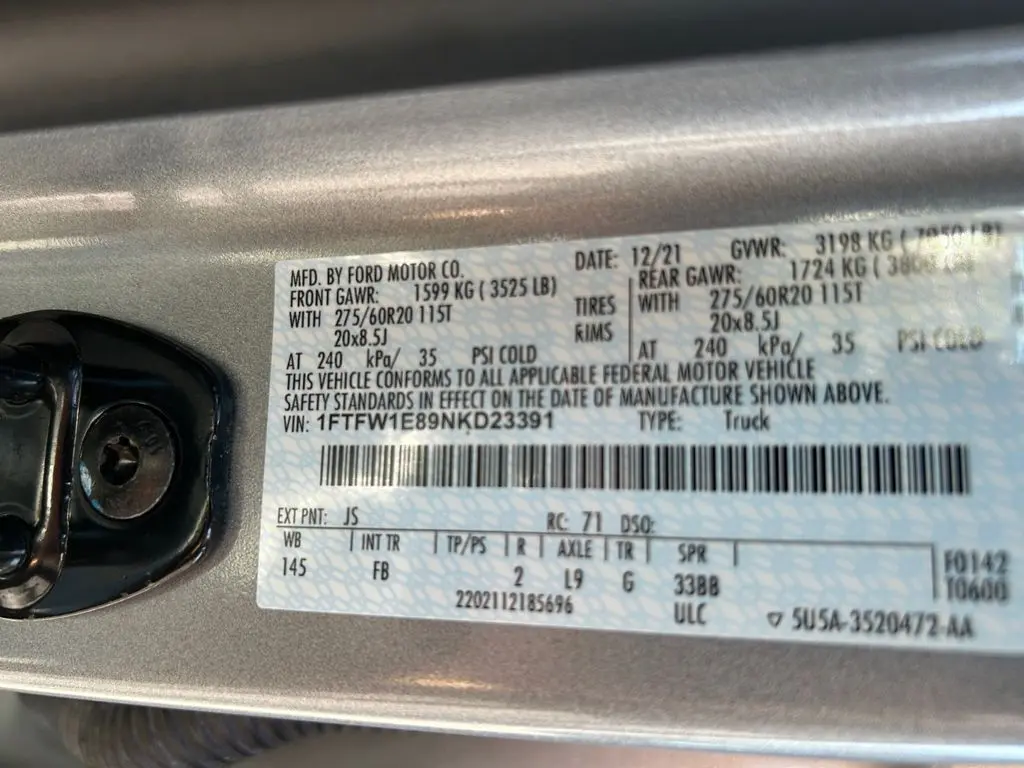 MFD. BY FORD MOTOR CO. DATE: 12/21 GVWR: 3198 KG ( 7050 LB)
FRONT GAWR: 1599 KG ( 3525 LB) REAR GAWR: 1724 KG (
WITH 275/60R20 115T TIRES WITH 275/60R20 115T
20x8.5J RIMS 20x8.5J
AT 240 kPa/ 35 PSI COLD AT 240 kPa/ 35 PSI COLD
THIS VEHICLE CONFORMS TO ALL APPLICABLE FEDERAL MOTOR VEHICLE
SAFETY STANDARDS IN EFFECT ON THE DATE OF MANUFACTURE SHOWN ABOVE.
VIN: 1FTFW1E89NKD23391 TYPE: Truck
EXT PNT: JS RC: 71 DSO:
WB INT TR TP/PS R AXLE TR SPR F0142
145 FB 2 L9 G 33BB T0600
2202112185696 ULC ▽ 5U5A-3520472-AA